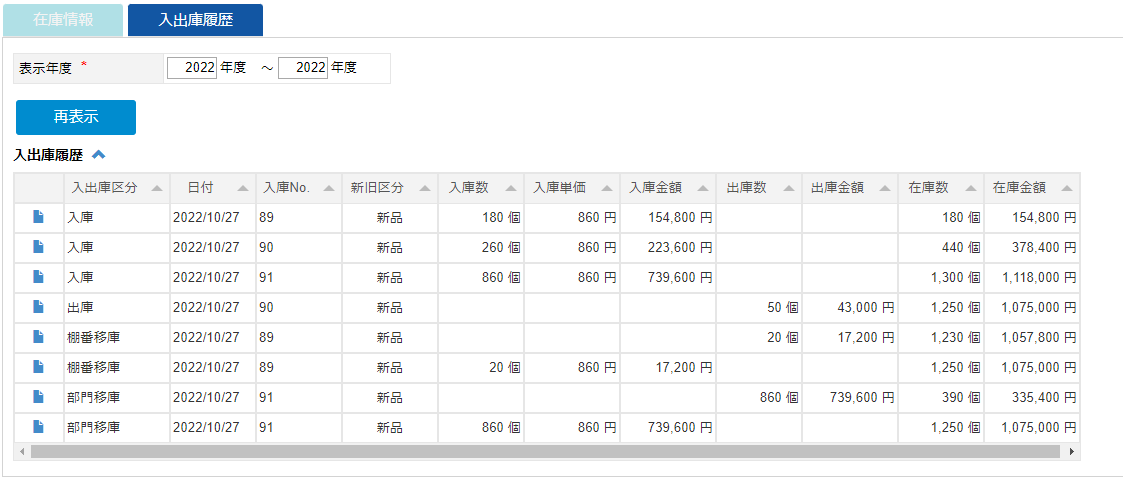 在庫情報 入出庫履歴
表示年度 * 2022 年度 ～ 2022 年度
再表示
入出庫履歴
入出庫区分 日付 入庫No. 新旧区分 入庫数 入庫単価 入庫金額 出庫数 出庫金額 在庫数 在庫金額
入庫 2022/10/27 89 新品 180 個 860 円 154,800 円 180 個 154,800 円
入庫 2022/10/27 90 新品 260 個 860 円 223,600 円 440 個 378,400 円
入庫 2022/10/27 91 新品 860 個 860 円 739,600 円 1,300 個 1,118,000 円
出庫 2022/10/27 90 新品 50 個 43,000 円 1,250 個 1,075,000 円
棚番移庫 2022/10/27 89 新品 20 個 17,200 円 1,230 個 1,057,800 円
棚番移庫 2022/10/27 89 新品 20 個 860 円 17,200 円 1,250 個 1,075,000 円
部門移庫 2022/10/27 91 新品 860 個 739,600 円 390 個 335,400 円
部門移庫 2022/10/27 91 新品 860 個 860 円 739,600 円 1,250 個 1,075,000 円